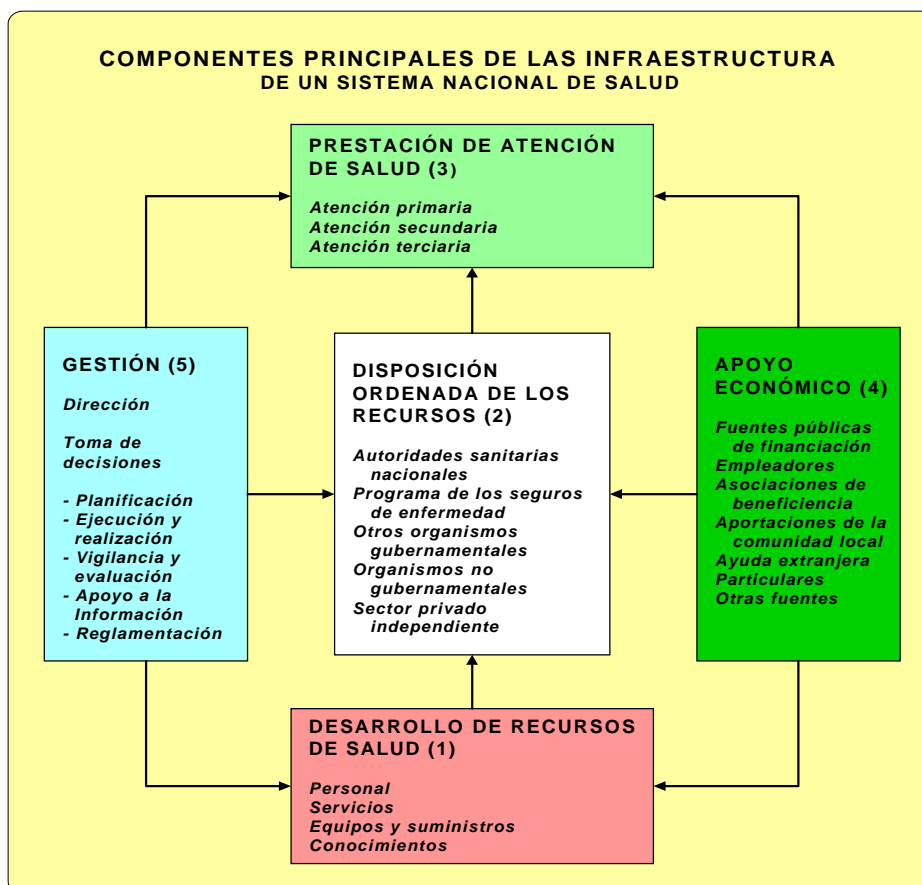 COMPONENTES PRINCIPALES DE LAS INFRAESTRUCTURA
DE UN SISTEMA NACIONAL DE SALUD
PRESTACIÓN DE ATENCIÓN
DE SALUD (3)
Atención primaria
Atención secundaria
Atención terciaria
GESTIÓN (5)
Dirección
Toma de
decisiones
- Planificación
- Ejecución y
realización
- Vigilancia y
evaluación
- Apoyo a la
Información
- Reglamentación
DISPOSICIÓN
ORDENADA DE LOS
RECURSOS (2)
Autoridades sanitarias
nacionales
Programa de los seguros
de enfermedad
Otros organismos
gubernamentales
Organismos no
gubernamentales
Sector privado
independiente
APOYO
ECONÓMICO (4)
Fuentes públicas
de financiación
Empleadores
Asociaciones de
beneficiencia
Aportaciones de la
comunidad local
Ayuda extranjera
Particulares
Otras fuentes
DESARROLLO DE RECURSOS
DE SALUD (1)
Personal
Servicios
Equipos y suministros
Conocimientos